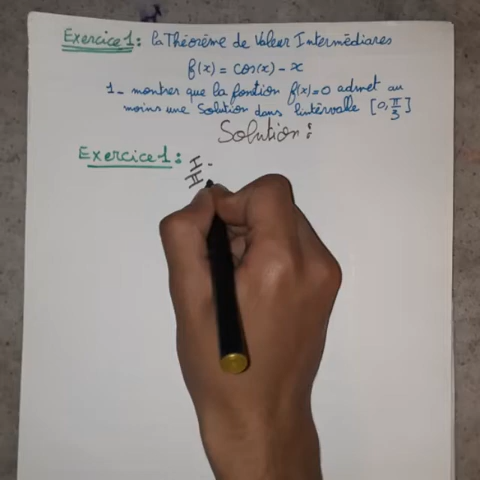 Exercice 1: la Théorème de Valeur Intermédiares
f(x) = cos(x) - x
1- montrer que la fonction f(x)=0 admet au
moins une solution dans lintervalle [0, π/3]
Solution:
Exercice 1: